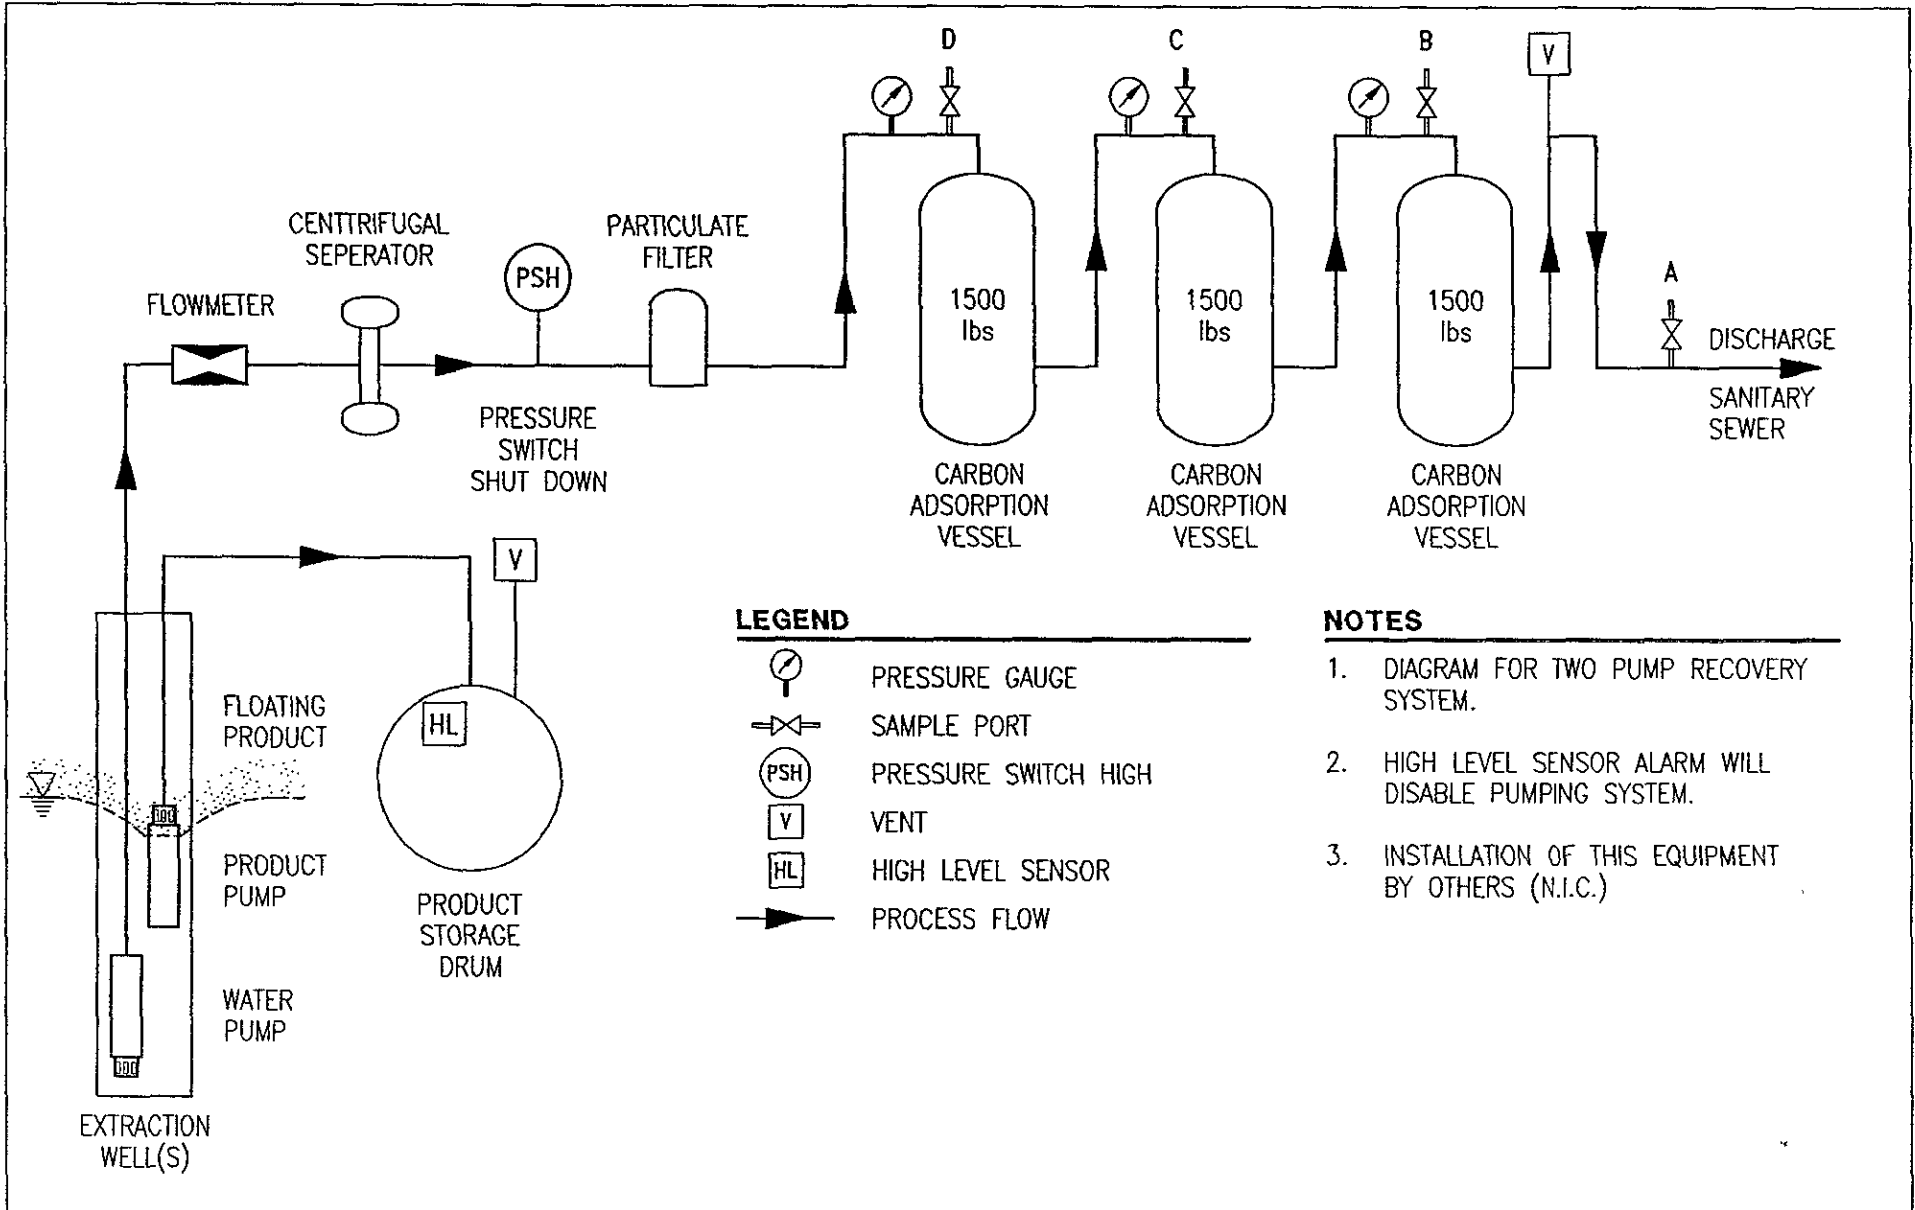 D
C
B
V
CENTTRIFUGAL
SEPERATOR
PARTICULATE
FILTER
PSH
A
FLOWMETER
1500
lbs
1500
lbs
1500
lbs
DISCHARGE
SANITARY
SEWER
PRESSURE
SWITCH
SHUT DOWN
CARBON
ADSORPTION
VESSEL
CARBON
ADSORPTION
VESSEL
CARBON
ADSORPTION
VESSEL
V
FLOATING
PRODUCT
HL
PRODUCT
PUMP
PRODUCT
STORAGE
DRUM
WATER
PUMP
EXTRACTION
WELL(S)
LEGEND
PRESSURE GAUGE
SAMPLE PORT
PSH PRESSURE SWITCH HIGH
V VENT
HL HIGH LEVEL SENSOR
PROCESS FLOW
NOTES
1. DIAGRAM FOR TWO PUMP RECOVERY
SYSTEM.
2. HIGH LEVEL SENSOR ALARM WILL
DISABLE PUMPING SYSTEM.
3. INSTALLATION OF THIS EQUIPMENT
BY OTHERS (N.I.C.)